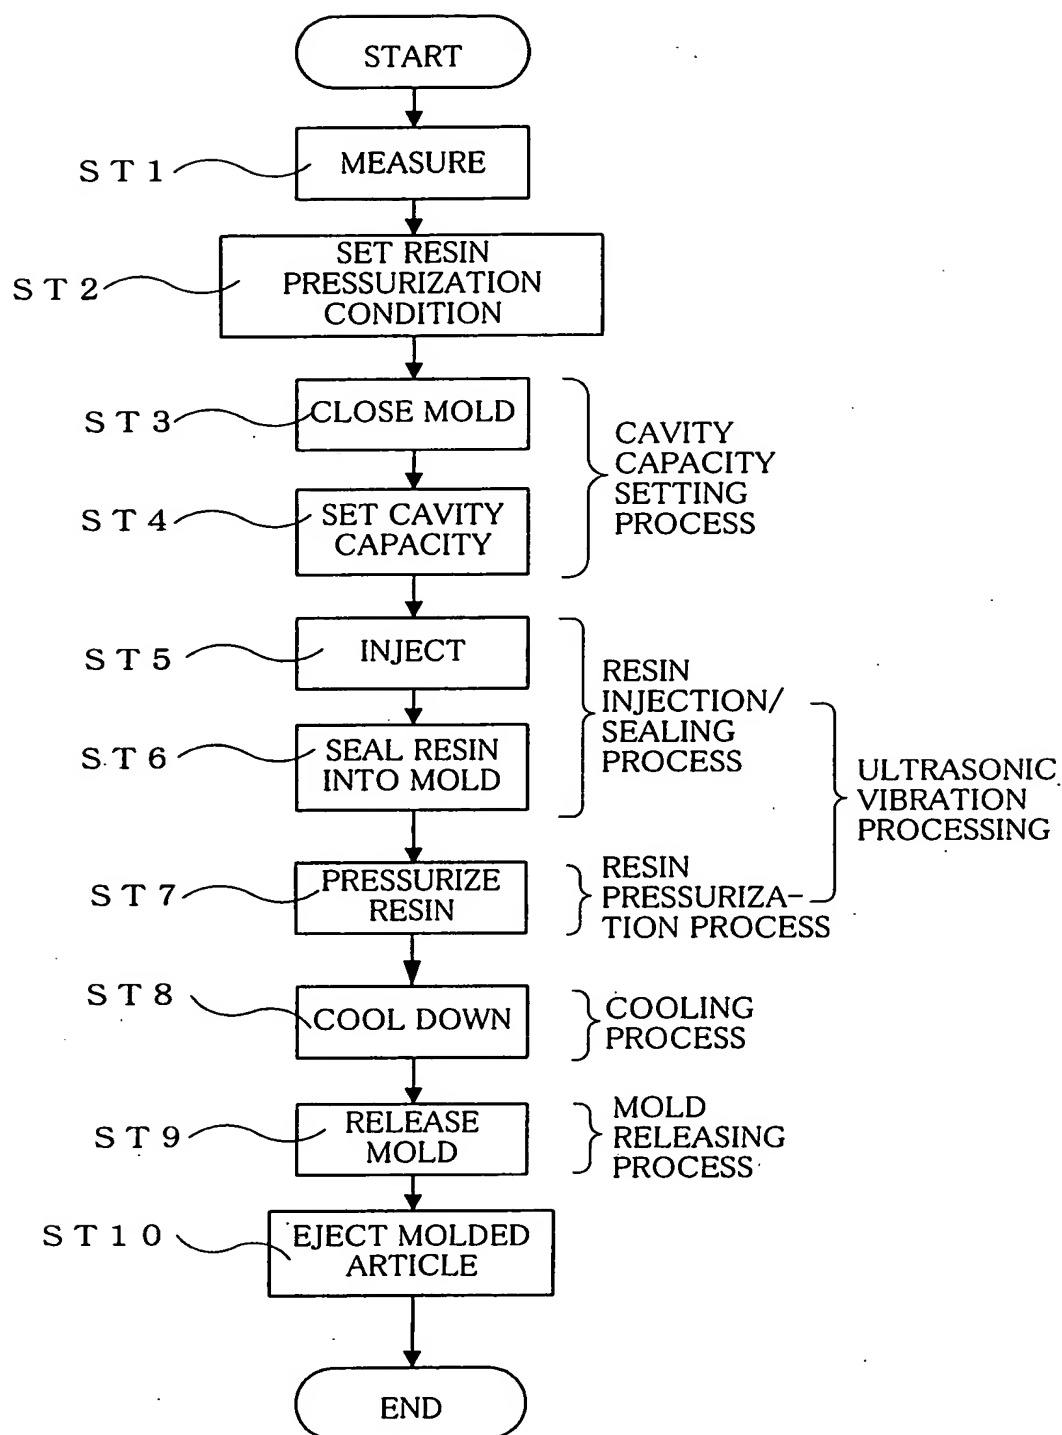 START
ST1
MEASURE
ST2
SET RESIN
PRESSURIZATION
CONDITION
ST3
CLOSE MOLD
ST4
SET CAVITY
CAPACITY
CAVITY
CAPACITY
SETTING
PROCESS
ST5
INJECT
ST6
SEAL RESIN
INTO MOLD
RESIN
INJECTION/
SEALING
PROCESS
ST7
PRESSURIZE
RESIN
RESIN
PRESSURIZA-
TION PROCESS
ULTRASONIC
VIBRATION
PROCESSING
ST8
COOL DOWN
COOLING
PROCESS
ST9
RELEASE
MOLD
MOLD
RELEASING
PROCESS
ST10
EJECT MOLDED
ARTICLE
END